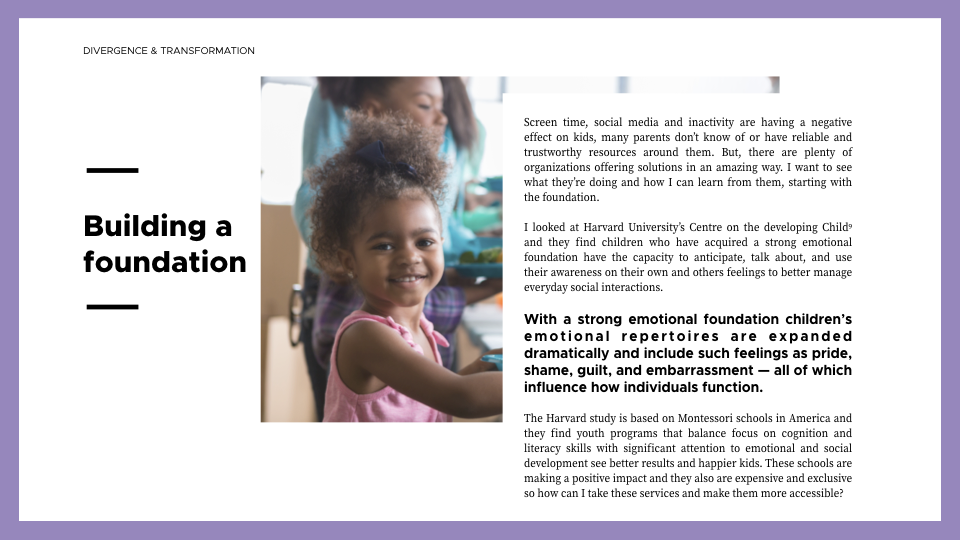 DIVERGENCE & TRANSFORMATION
Building a
foundation
Screen time, social media and inactivity are having a negative
effect on kids, many parents don't know of or have reliable and
trustworthy resources around them. But, there are plenty of
organizations offering solutions in an amazing way. I want to see
what they're doing and how I can learn from them, starting with
the foundation.
I looked at Harvard University's Centre on the developing Child⁹
and they find children who have acquired a strong emotional
foundation have the capacity to anticipate, talk about, and use
their awareness on their own and others feelings to better manage
everyday social interactions.
With a strong emotional foundation children's
emotional repertoires are expanded
dramatically and include such feelings as pride,
shame, guilt, and embarrassment — all of which
influence how individuals function.
The Harvard study is based on Montessori schools in America and
they find youth programs that balance focus on cognition and
literacy skills with significant attention to emotional and social
development see better results and happier kids. These schools are
making a positive impact and they also are expensive and exclusive
so how can I take these services and make them more accessible?